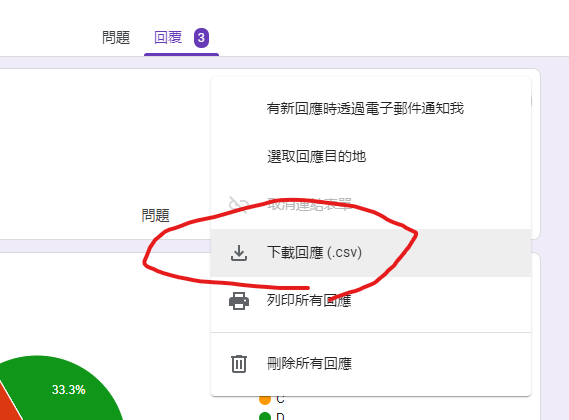 問題 回覆 3
有新回應時透過電子郵件通知我
選取回應目的地
取消連結表單
問題
下載回應 (.csv)
列印所有回應
33.3%
刪除所有回應
C
D